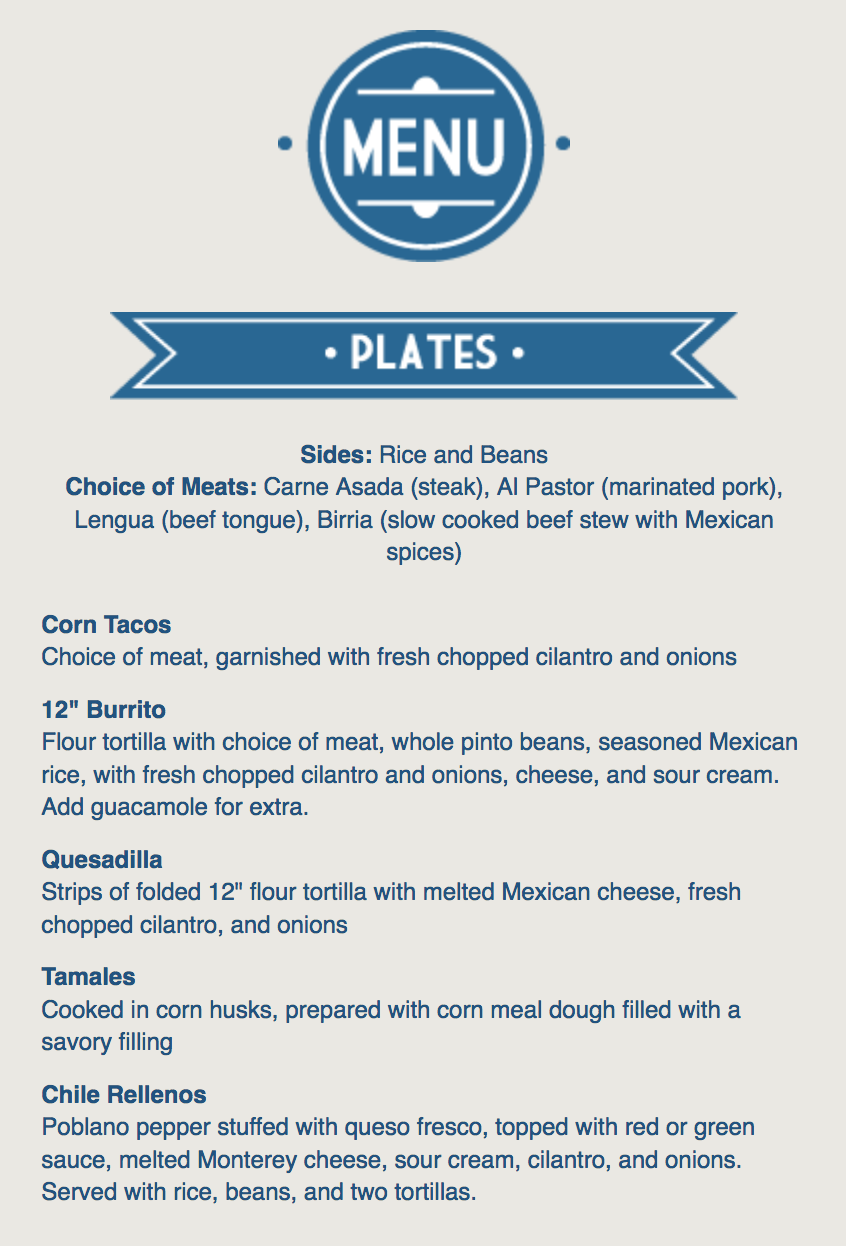 MENU
• PLATES •
Sides: Rice and Beans
Choice of Meats: Carne Asada (steak), Al Pastor (marinated pork),
Lengua (beef tongue), Birria (slow cooked beef stew with Mexican
spices)
Corn Tacos
Choice of meat, garnished with fresh chopped cilantro and onions
12" Burrito
Flour tortilla with choice of meat, whole pinto beans, seasoned Mexican
rice, with fresh chopped cilantro and onions, cheese, and sour cream.
Add guacamole for extra.
Quesadilla
Strips of folded 12" flour tortilla with melted Mexican cheese, fresh
chopped cilantro, and onions
Tamales
Cooked in corn husks, prepared with corn meal dough filled with a
savory filling
Chile Rellenos
Poblano pepper stuffed with queso fresco, topped with red or green
sauce, melted Monterey cheese, sour cream, cilantro, and onions.
Served with rice, beans, and two tortillas.